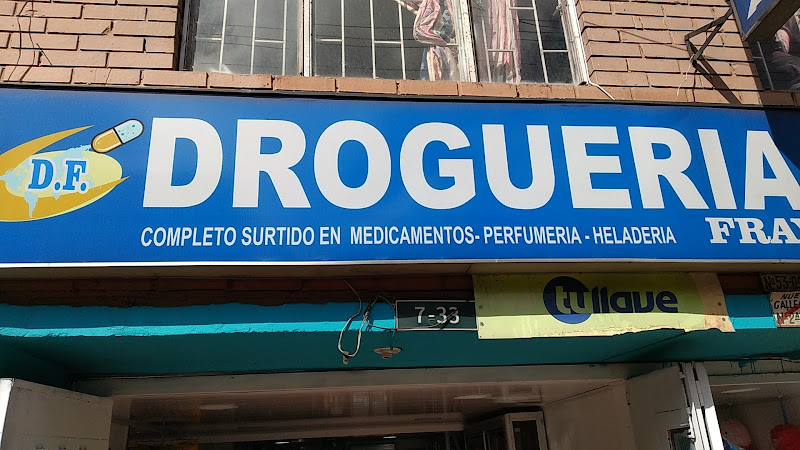 D.F.
DROGUERIA
COMPLETO SURTIDO EN MEDICAMENTOS- PERFUMERIA - HELADERIA
7-33
tullave